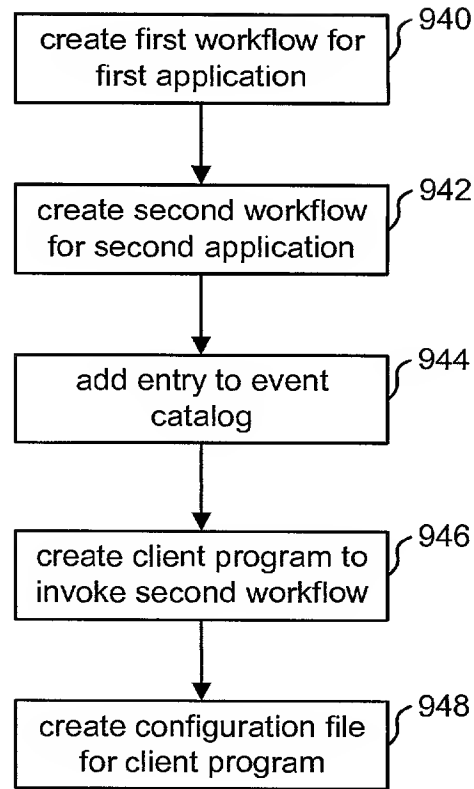 create first workflow for
first application
940
create second workflow
for second application
942
add entry to event
catalog
944
create client program to
invoke second workflow
946
create configuration file
for client program
948